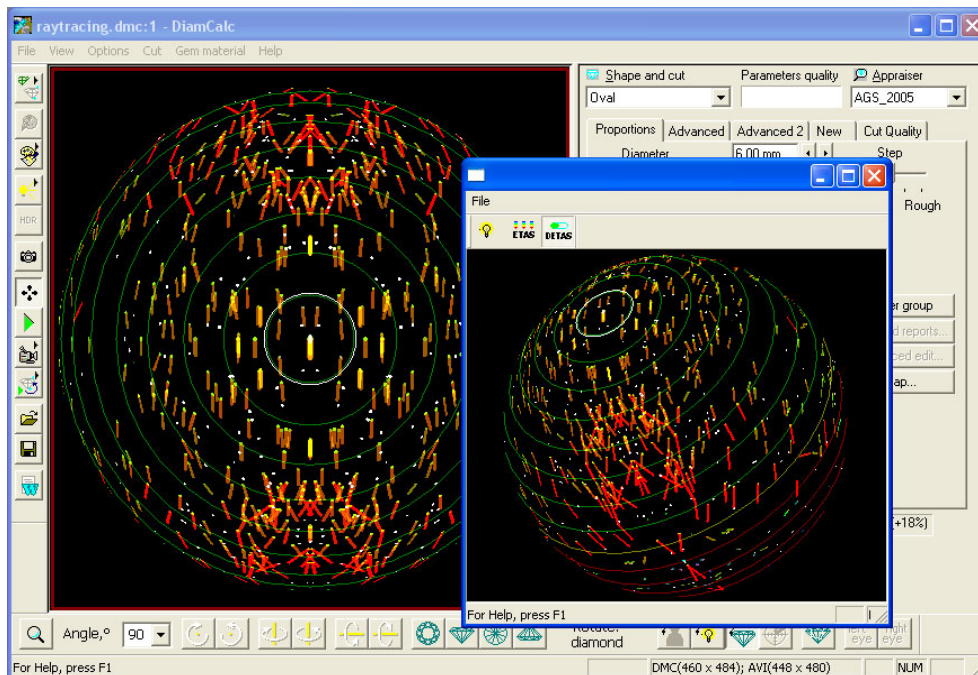 raytracing.dmc:1 - DiamCalc
File View Options Cut Gem material Help
Shape and cut Parameters quality Appraiser
Oval AGS_2005
Proportions Advanced Advanced 2 New Cut Quality
Diameter 6.00 mm Step
Rough
HDR
File
ETAS DETAS
er group
d reports...
ced edit...
ap...
(+18%)
For Help, press F1
Angle,° 90
diamond
left eye right eye
For Help, press F1 DMC(460 x 484); AVI(448 x 480) NUM